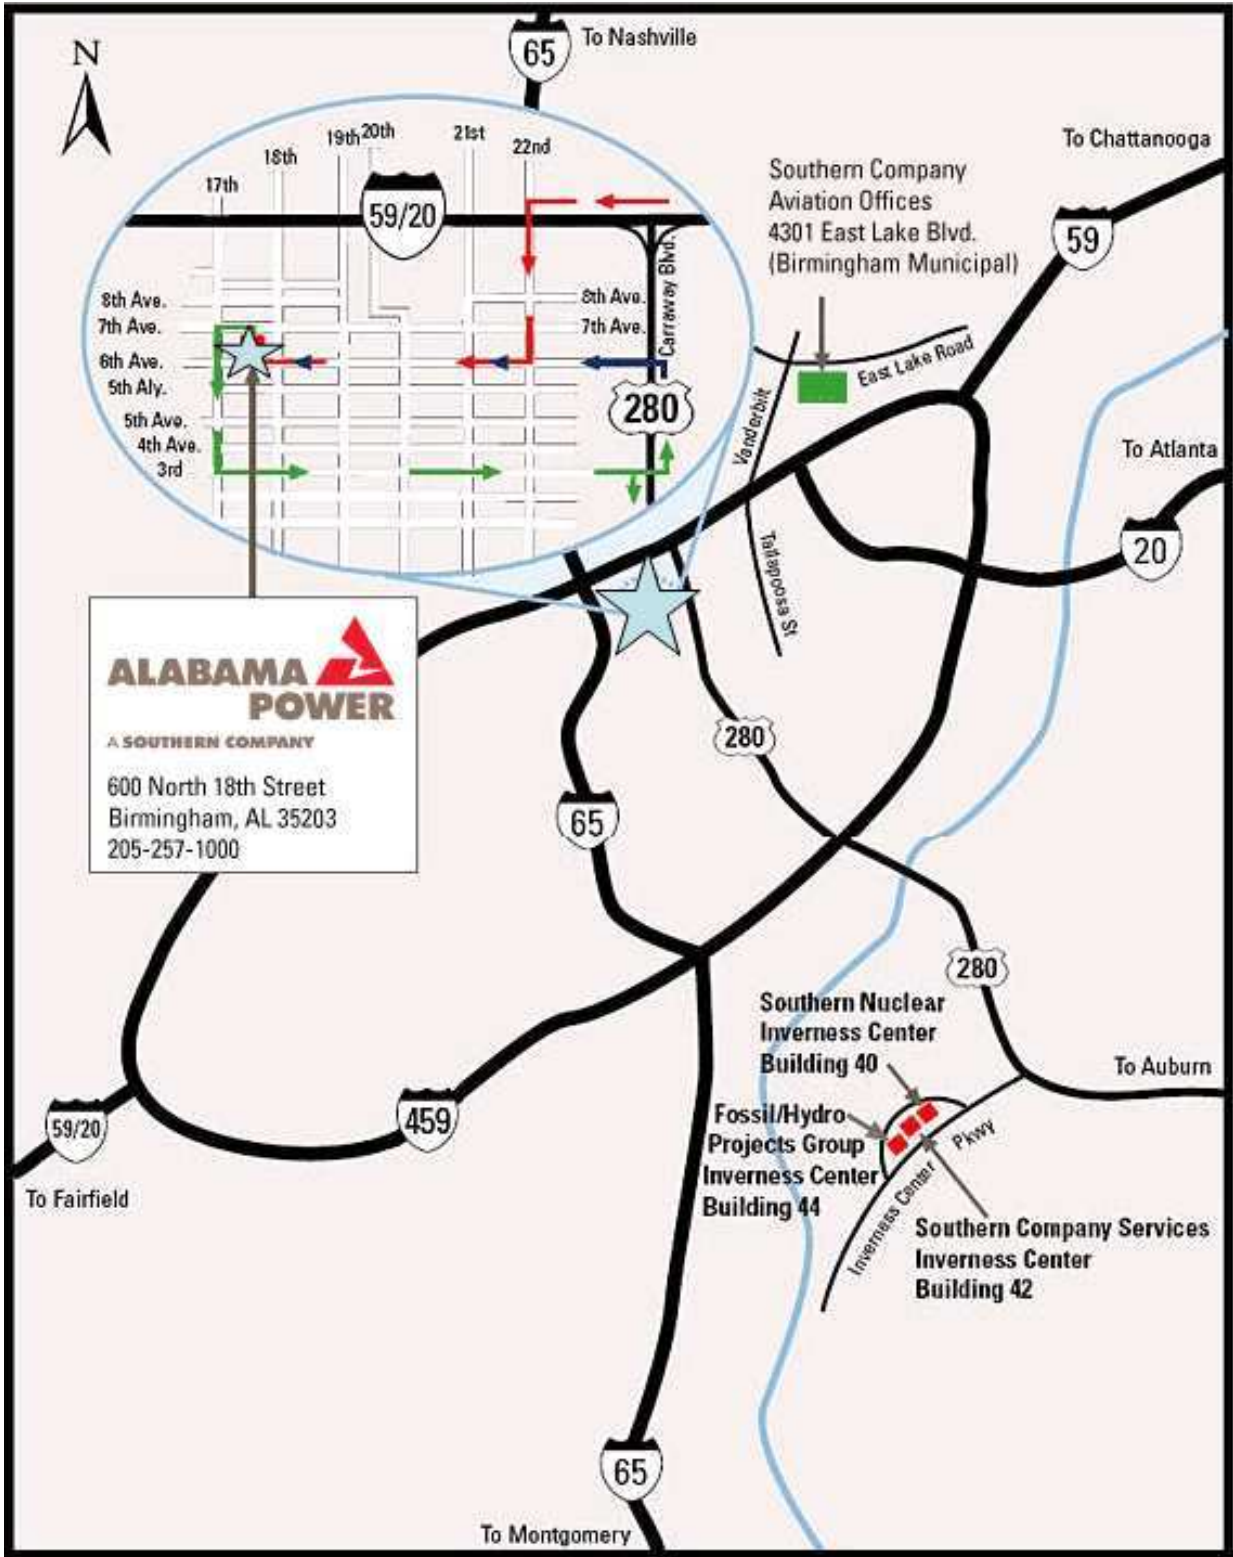 N
65
To Nashville
To Chattanooga
17th
18th
19th
20th
21st
22nd
59/20
Carraway Blvd.
8th Ave.
7th Ave.
6th Ave.
5th Aly.
5th Ave.
4th Ave.
3rd
8th Ave.
7th Ave.
280
Southern Company
Aviation Offices
4301 East Lake Blvd.
(Birmingham Municipal)
59
East Lake Road
Vanderbilt
Tallapoosa St
To Atlanta
20
ALABAMA
POWER
A SOUTHERN COMPANY
600 North 18th Street
Birmingham, AL 35203
205-257-1000
280
65
280
Southern Nuclear
Inverness Center
Building 40
To Auburn
59/20
459
To Fairfield
Fossil/Hydro
Projects Group
Inverness Center
Building 44
Inverness Center Pkwy
Southern Company Services
Inverness Center
Building 42
65
To Montgomery